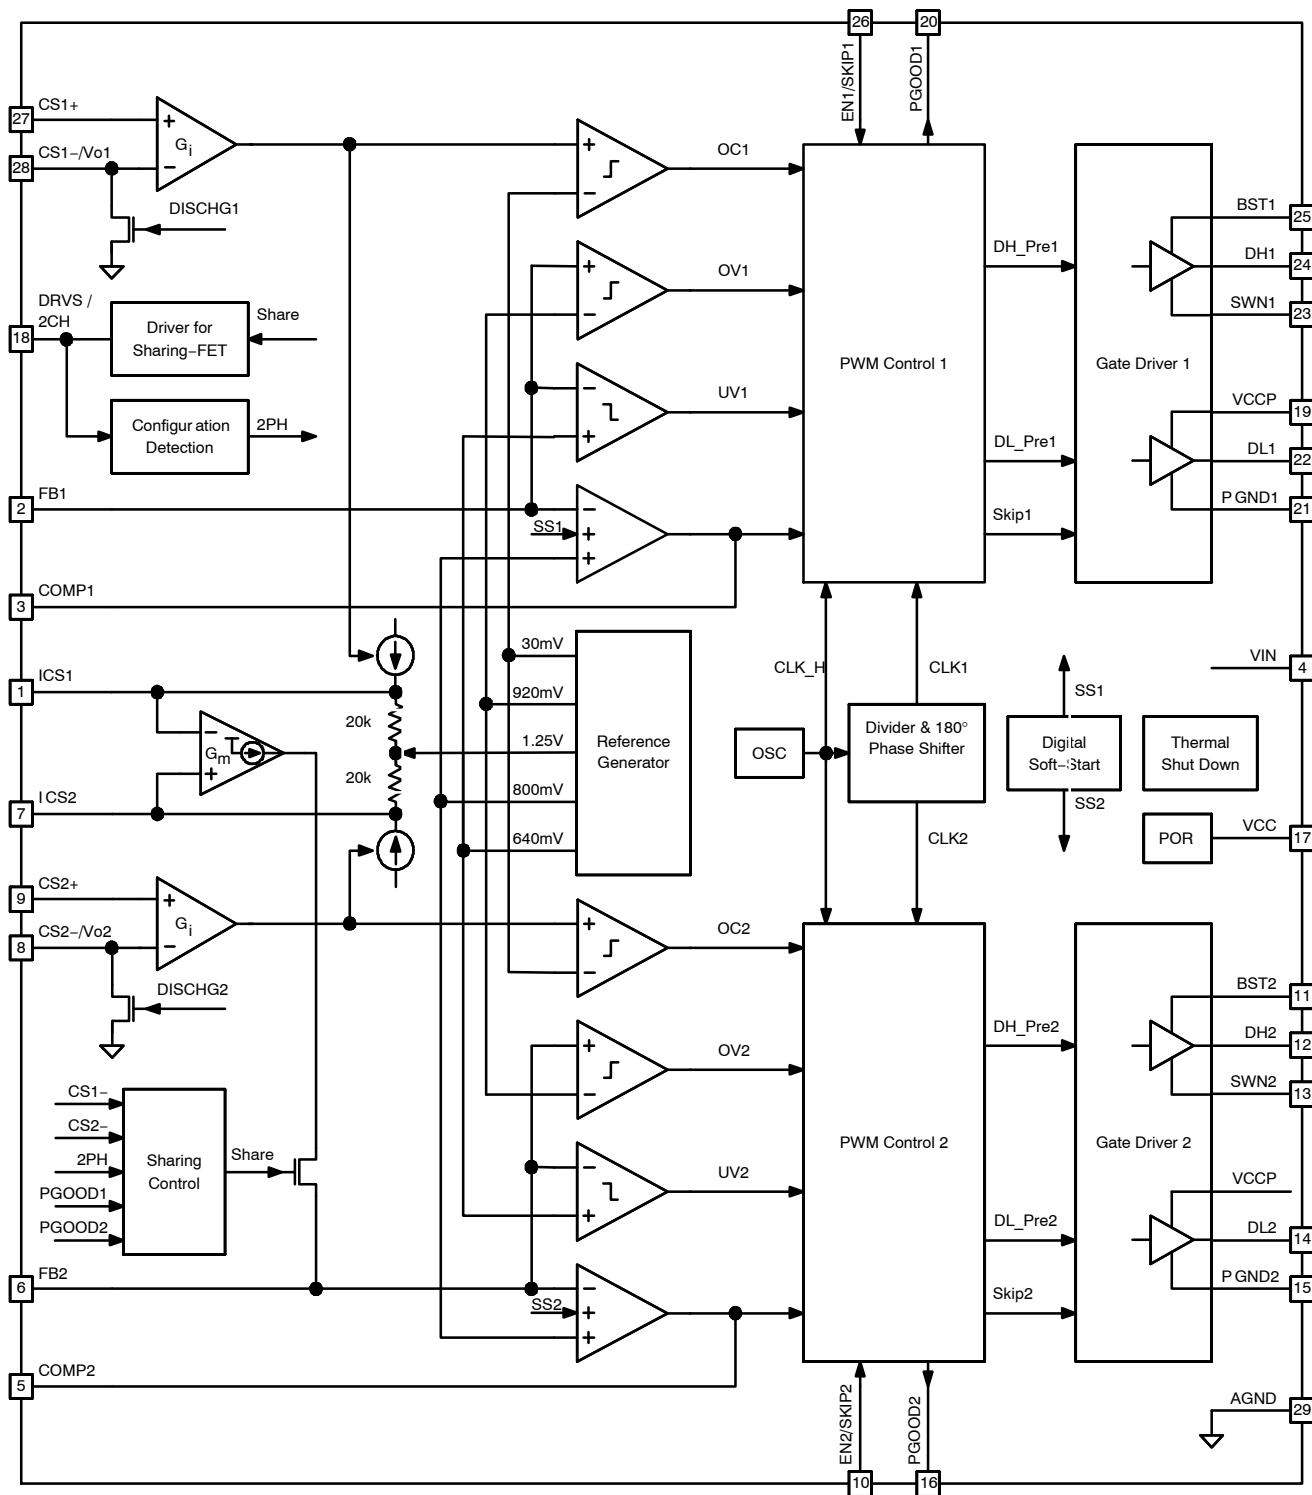 26
20
EN1/SKIP1
PGOOD1
27
CS1+
+
Gi
−
28
CS1−/Vo1
DISCHG1
+
−
OC1
+
−
OV1
−
+
UV1
−
SS1
+
+
PWM Control 1
DH_Pre1
DL_Pre1
Skip1
Gate Driver 1
BST1
25
DH1
24
SWN1
23
VCCP
19
DL1
22
PGND1
21
DRVS /
2CH
18
Driver for
Sharing−FET
Share
Configuration
Detection
2PH
2
FB1
3
COMP1
1
ICS1
−
Gm
+
7
ICS2
20k
20k
30mV
920mV
1.25V
800mV
640mV
Reference
Generator
OSC
CLK_H
CLK1
Divider & 180°
Phase Shifter
CLK2
SS1
Digital
Soft−Start
SS2
VIN
4
Thermal
Shut Down
POR
VCC
17
9
CS2+
+
Gi
−
8
CS2−/Vo2
DISCHG2
CS1−
CS2−
2PH
PGOOD1
PGOOD2
Sharing
Control
Share
6
FB2
5
COMP2
+
−
OC2
+
−
OV2
−
+
UV2
−
SS2
+
+
PWM Control 2
DH_Pre2
DL_Pre2
Skip2
Gate Driver 2
BST2
11
DH2
12
SWN2
13
VCCP
DL2
14
PGND2
15
AGND
29
EN2/SKIP2
PGOOD2
10
16